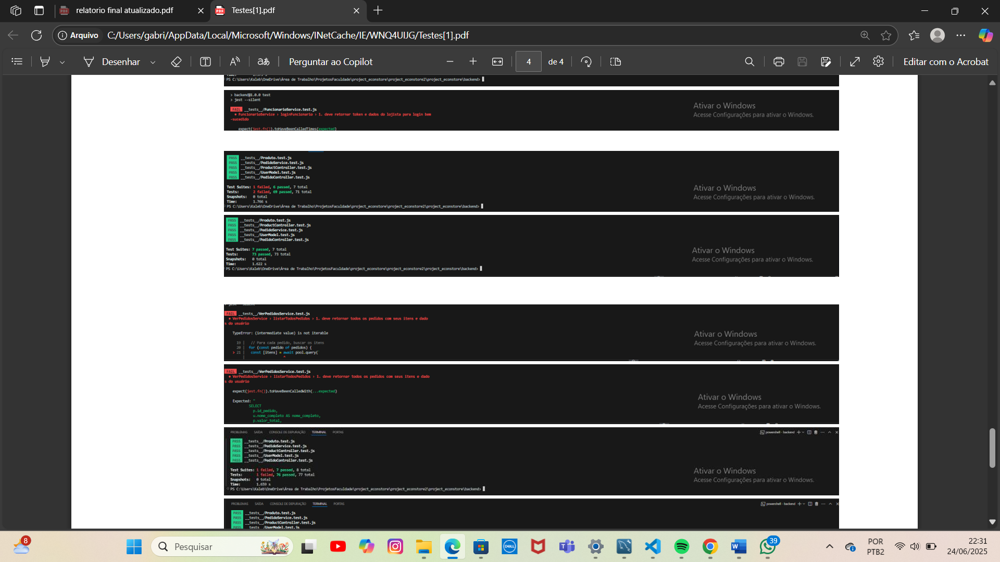 relatorio final atualizado.pdf
Testes[1].pdf
Arquivo
C:/Users/gabri/AppData/Local/Microsoft/Windows/INetCache/IE/WNQ4UIJG/Testes[1].pdf
Desenhar
Perguntar ao Copilot
4
de 4
Editar com o Acrobat
PS C:\Users\Kaleb\OneDrive\Área de Trabalho\ProjetosFaculdade\project_econstore\project_econstore2\project_econstore\backend>
> backend@1.0.0 test
> jest --silent
FAIL __tests__/FuncionarioService.test.js
● FuncionarioService › loginFuncionario › 1. deve retornar token e dados do lojista para login bem
-sucedido
expect(jest.fn()).toHaveBeenCalledTimes(expected)
Ativar o Windows
Acesse Configurações para ativar o Windows.
PASS __tests__/Produto.test.js
PASS __tests__/PedidoService.test.js
PASS __tests__/ProductController.test.js
PASS __tests__/UserModel.test.js
PASS __tests__/PedidoController.test.js
Test Suites: 1 failed, 6 passed, 7 total
Tests: 2 failed, 69 passed, 71 total
Snapshots: 0 total
Time: 1.766 s
PS C:\Users\Kaleb\OneDrive\Área de Trabalho\ProjetosFaculdade\project_econstore\project_econstore2\project_econstore\backend>
Ativar o Windows
Acesse Configurações para ativar o Windows.
PASS __tests__/Produto.test.js
PASS __tests__/ProductController.test.js
PASS __tests__/PedidoService.test.js
PASS __tests__/UserModel.test.js
PASS __tests__/PedidoController.test.js
Test Suites: 7 passed, 7 total
Tests: 73 passed, 73 total
Snapshots: 0 total
Time: 1.622 s
PS C:\Users\Kaleb\OneDrive\Área de Trabalho\ProjetosFaculdade\project_econstore\project_econstore2\project_econstore\backend>
Ativar o Windows
Acesse Configurações para ativar o Windows.
FAIL __tests__/VerPedidosService.test.js
● VerPedidosService › listarTodosPedidos › 1. deve retornar todos os pedidos com seus itens e dado
s do usuário
TypeError: (intermediate value) is not iterable
19 | // Para cada pedido, buscar os itens
20 | for (const pedido of pedidos) {
> 21 | const [itens] = await pool.query(`
| ^
Ativar o Windows
Acesse Configurações para ativar o Windows.
FAIL __tests__/VerPedidosService.test.js
● VerPedidosService › listarTodosPedidos › 1. deve retornar todos os pedidos com seus itens e dado
s do usuário
expect(jest.fn()).toHaveBeenCalledWith(...expected)
Expected: "
SELECT
p.id_pedido,
u.nome_completo AS nome_completo,
p.valor_total,
Ativar o Windows
Acesse Configurações para ativar o Windows.
PROBLEMAS SAÍDA CONSOLE DE DEPURAÇÃO TERMINAL PORTAS
powershell - backend
PASS __tests__/Produto.test.js
PASS __tests__/PedidoService.test.js
PASS __tests__/ProductController.test.js
PASS __tests__/UserModel.test.js
PASS __tests__/PedidoController.test.js
Test Suites: 1 failed, 7 passed, 8 total
Tests: 1 failed, 76 passed, 77 total
Snapshots: 0 total
Time: 1.659 s
PS C:\Users\Kaleb\OneDrive\Área de Trabalho\ProjetosFaculdade\project_econstore\project_econstore2\project_econstore\backend>
Ativar o Windows
Acesse Configurações para ativar o Windows.
PROBLEMAS SAÍDA CONSOLE DE DEPURAÇÃO TERMINAL PORTAS
powershell - backend
PASS __tests__/Produto.test.js
PASS __tests__/PedidoService.test.js
PASS __tests__/ProductController.test.js
PASS __tests__/UserModel.test.js
8
Pesquisar
39
POR
PTB2
22:31
24/06/2025